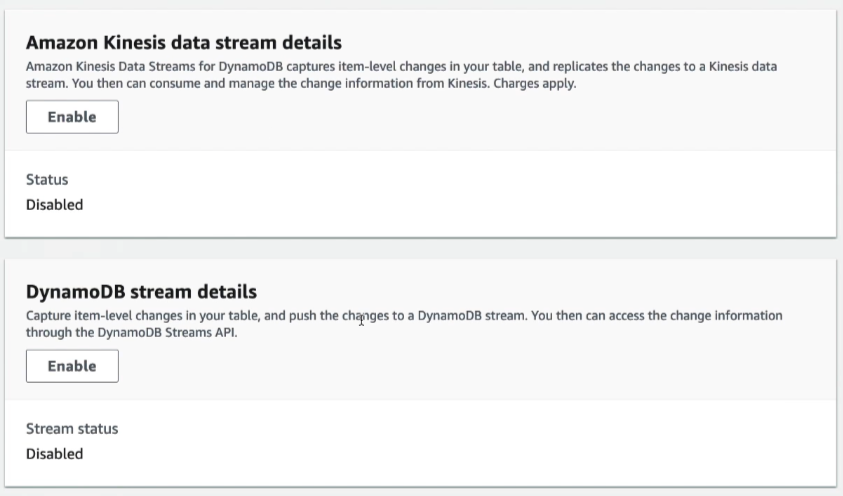 Amazon Kinesis data stream details
Amazon Kinesis Data Streams for DynamoDB captures item-level changes in your table, and replicates the changes to a Kinesis data
stream. You then can consume and manage the change information from Kinesis. Charges apply.
Enable
Status
Disabled
DynamoDB stream details
Capture item-level changes in your table, and push the changes to a DynamoDB stream. You then can access the change information
through the DynamoDB Streams API.
Enable
Stream status
Disabled